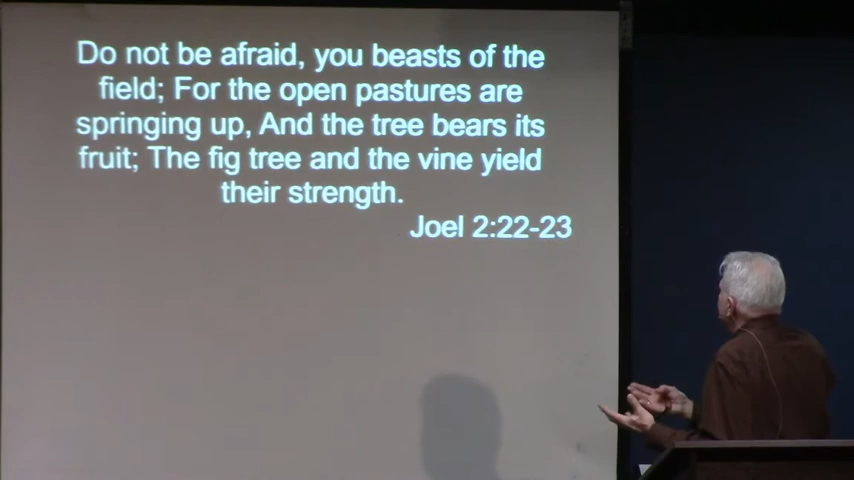 Do not be afraid, you beasts of the
field; For the open pastures are
springing up, And the tree bears its
fruit; The fig tree and the vine yield
their strength.
Joel 2:22-23